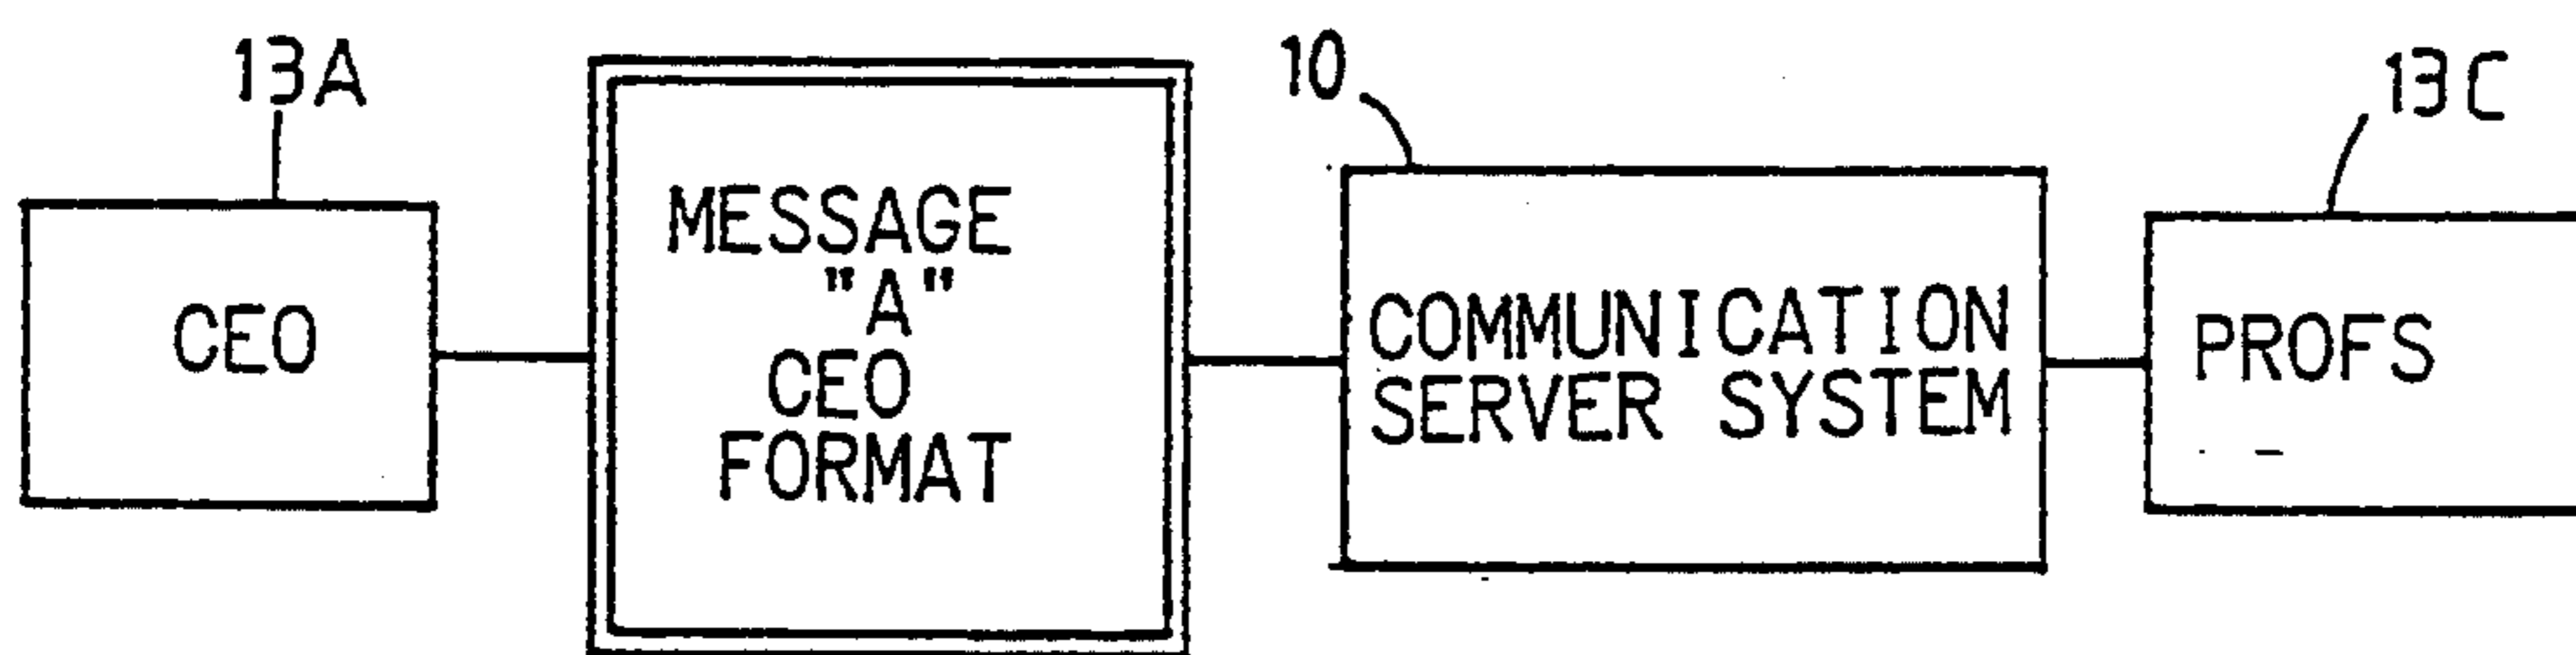 13A
CEO
MESSAGE
"A"
CEO
FORMAT
10
COMMUNICATION
SERVER SYSTEM
13C
PROFS